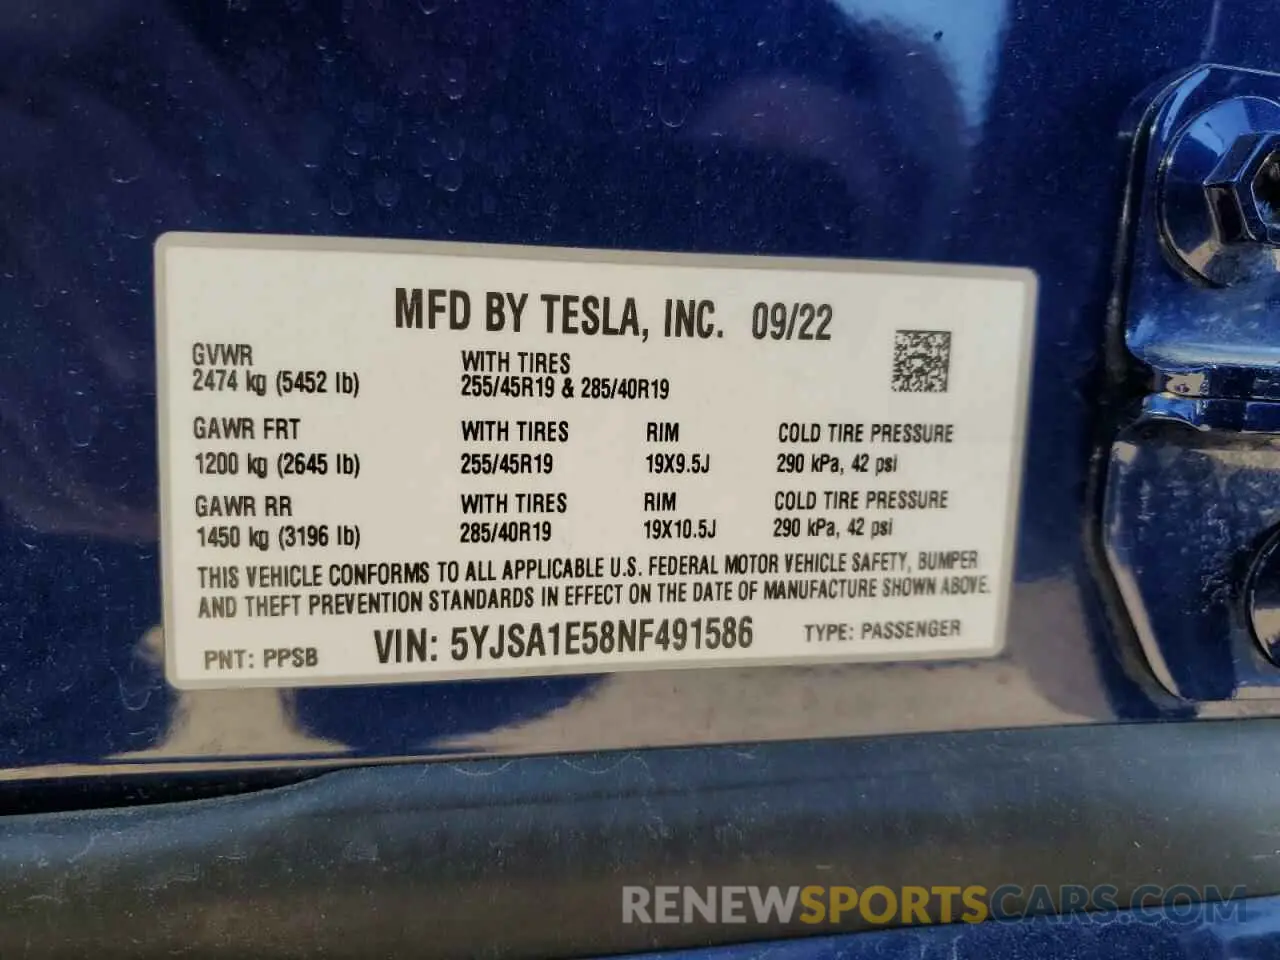 MFD BY TESLA, INC. 09/22
GVWR WITH TIRES
2474 kg (5452 lb) 255/45R19 & 285/40R19
GAWR FRT WITH TIRES RIM COLD TIRE PRESSURE
1200 kg (2645 lb) 255/45R19 19X9.5J 290 kPa, 42 psi
GAWR RR WITH TIRES RIM COLD TIRE PRESSURE
1450 kg (3196 lb) 285/40R19 19X10.5J 290 kPa, 42 psi
THIS VEHICLE CONFORMS TO ALL APPLICABLE U.S. FEDERAL MOTOR VEHICLE SAFETY, BUMPER
AND THEFT PREVENTION STANDARDS IN EFFECT ON THE DATE OF MANUFACTURE SHOWN ABOVE.
PNT: PPSB VIN: 5YJSA1E58NF491586 TYPE: PASSENGER
RENEWSPORTSCARS.COM